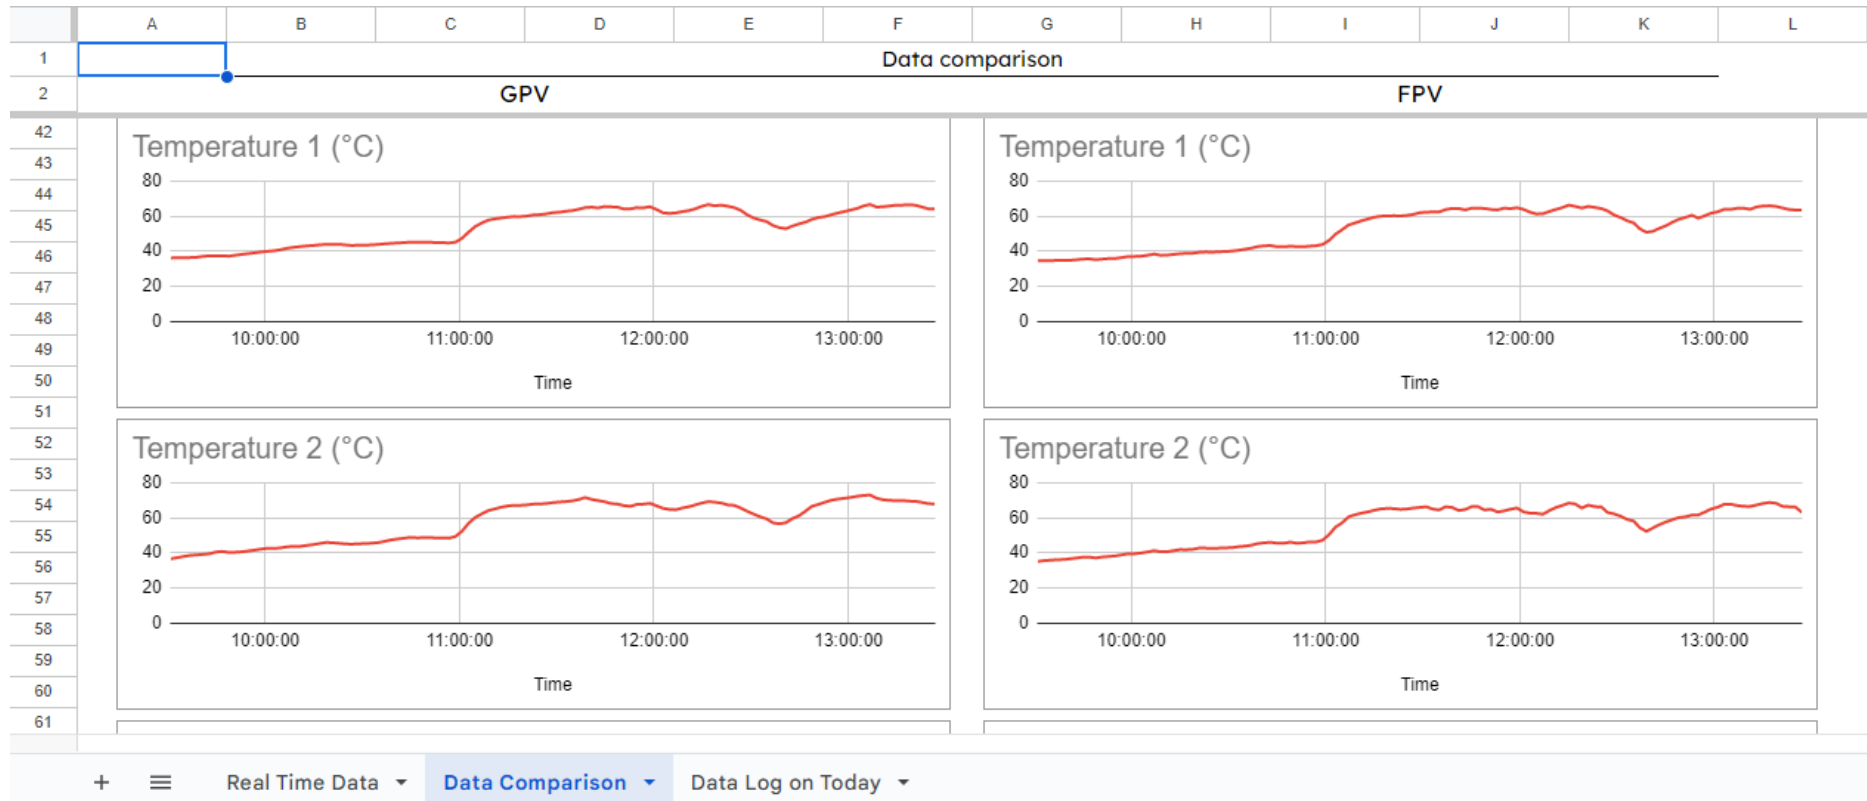 A B C D E F G H I J K L
1 Data comparison
2 GPV FPV
42
43
44
45
46
47
48
49
50
51
52
53
54
55
56
57
58
59
60
61
Temperature 1 (°C)
80
60
40
20
0
10:00:00 11:00:00 12:00:00 13:00:00
Time
Temperature 1 (°C)
80
60
40
20
0
10:00:00 11:00:00 12:00:00 13:00:00
Time
Temperature 2 (°C)
80
60
40
20
0
10:00:00 11:00:00 12:00:00 13:00:00
Time
Temperature 2 (°C)
80
60
40
20
0
10:00:00 11:00:00 12:00:00 13:00:00
Time
Real Time Data Data Comparison Data Log on Today